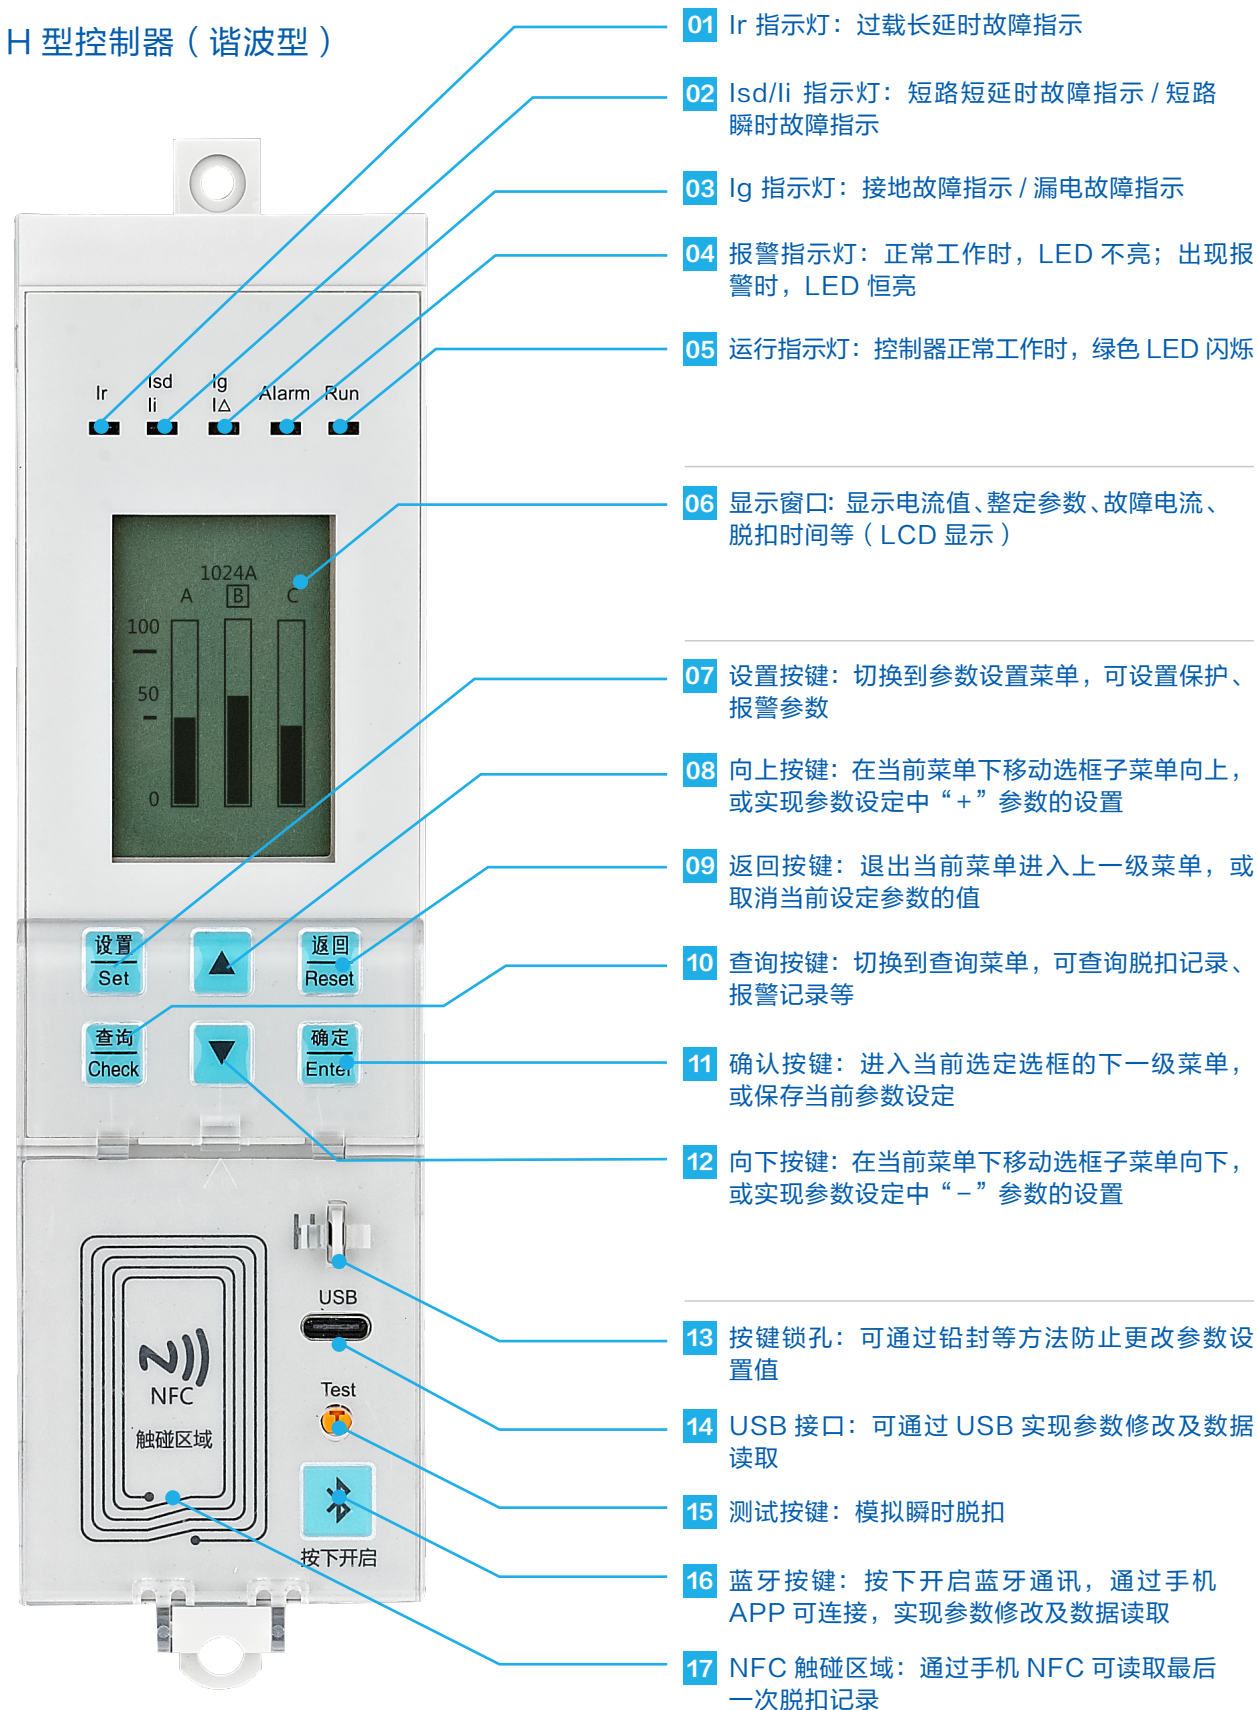 H 型控制器（谐波型）
01 Ir 指示灯：过载长延时故障指示
02 Isd/Ii 指示灯：短路短延时故障指示 / 短路
瞬时故障指示
03 Ig 指示灯：接地故障指示 / 漏电故障指示
04 报警指示灯：正常工作时，LED 不亮；出现报
警时，LED 恒亮
05 运行指示灯：控制器正常工作时，绿色 LED 闪烁
Ir
Isd
Ii
Ig
I△
Alarm
Run
06 显示窗口：显示电流值、整定参数、故障电流、
脱扣时间等（LCD 显示）
1024A
A B C
100
50
0
07 设置按键：切换到参数设置菜单，可设置保护、
报警参数
08 向上按键：在当前菜单下移动选框子菜单向上，
或实现参数设定中“+”参数的设置
09 返回按键：退出当前菜单进入上一级菜单，或
取消当前设定参数的值
10 查询按键：切换到查询菜单，可查询脱扣记录、
报警记录等
11 确认按键：进入当前选定选框的下一级菜单，
或保存当前参数设定
12 向下按键：在当前菜单下移动选框子菜单向下，
或实现参数设定中“－”参数的设置
设置
Set
▲
返回
Reset
查询
Check
▼
确定
Enter
13 按键锁孔：可通过铅封等方法防止更改参数设
置值
14 USB 接口：可通过 USB 实现参数修改及数据
读取
15 测试按键：模拟瞬时脱扣
16 蓝牙按键：按下开启蓝牙通讯，通过手机
APP 可连接，实现参数修改及数据读取
17 NFC 触碰区域：通过手机 NFC 可读取最后
一次脱扣记录
USB
Test
T
NFC
触碰区域
按下开启